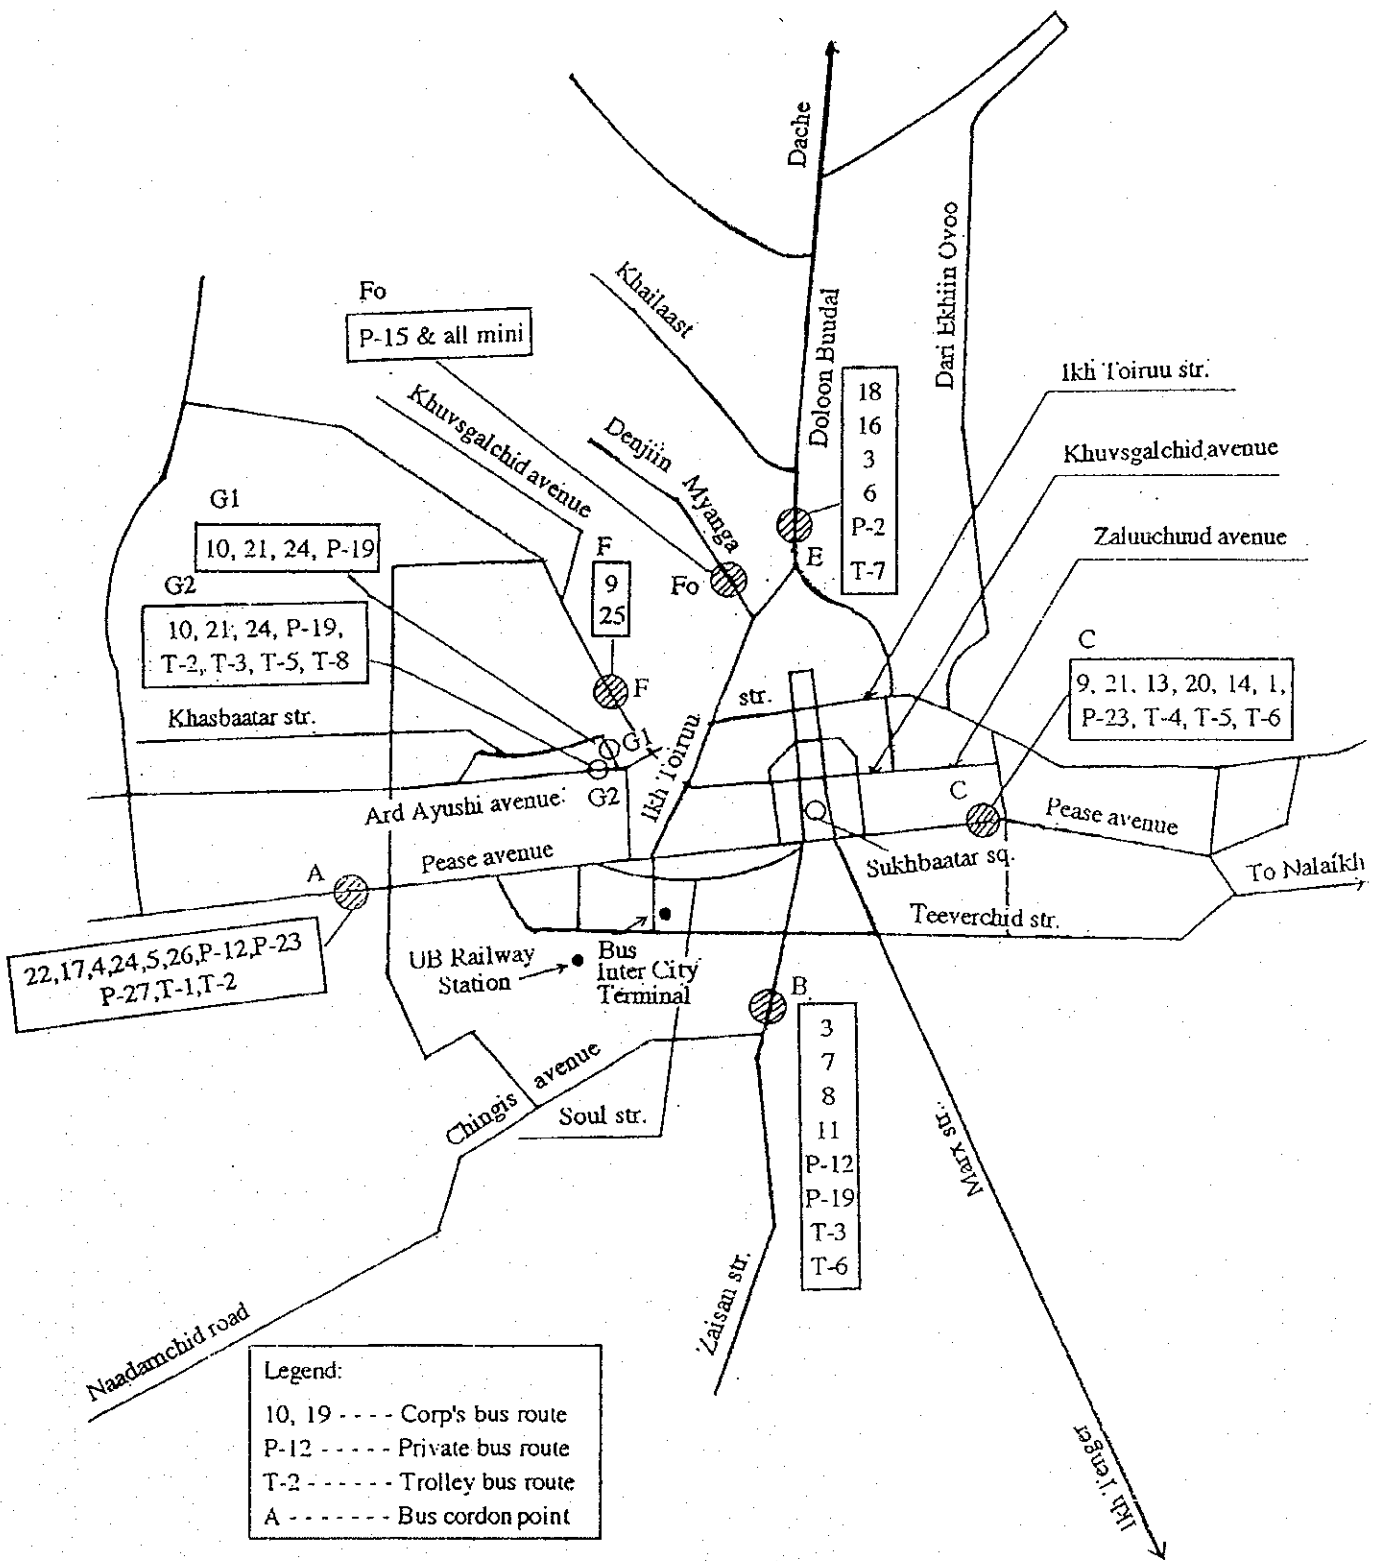 Dache
Dari Ekhiin Ovoo
Khailaast
Doloon Buudal
Fo
P-15 & all mini
Ikh Toiruu str.
18
16
3
6
P-2
T-7
Khuvsgalchid avenue
Denjiin Myanga
Khuvsgalchid avenue
Zaluuchuud avenue
G1
10, 21, 24, P-19
F
9
25
E
Fo
G2
10, 21, 24, P-19,
T-2, T-3, T-5, T-8
C
9, 21, 13, 20, 14, 1,
P-23, T-4, T-5, T-6
F
str.
Khasbaatar str.
G1
Ikh Toiruu
G2
Ard Ayushi avenue
C
Pease avenue
Pease avenue
Sukhbaatar sq.
To Nalaikh
A
Teeverchid str.
22,17,4,24,5,26,P-12,P-23
P-27,T-1,T-2
UB Railway
Station
Bus
Inter City
Terminal
B
3
7
8
11
P-12
P-19
T-3
T-6
Chingis avenue
Soul str.
Marx str.
Zaisan str.
Naadamchid road
Ikh Tenger
Legend:
10, 19 - - - - Corp's bus route
P-12 - - - - - Private bus route
T-2 - - - - - - Trolley bus route
A - - - - - - - Bus cordon point